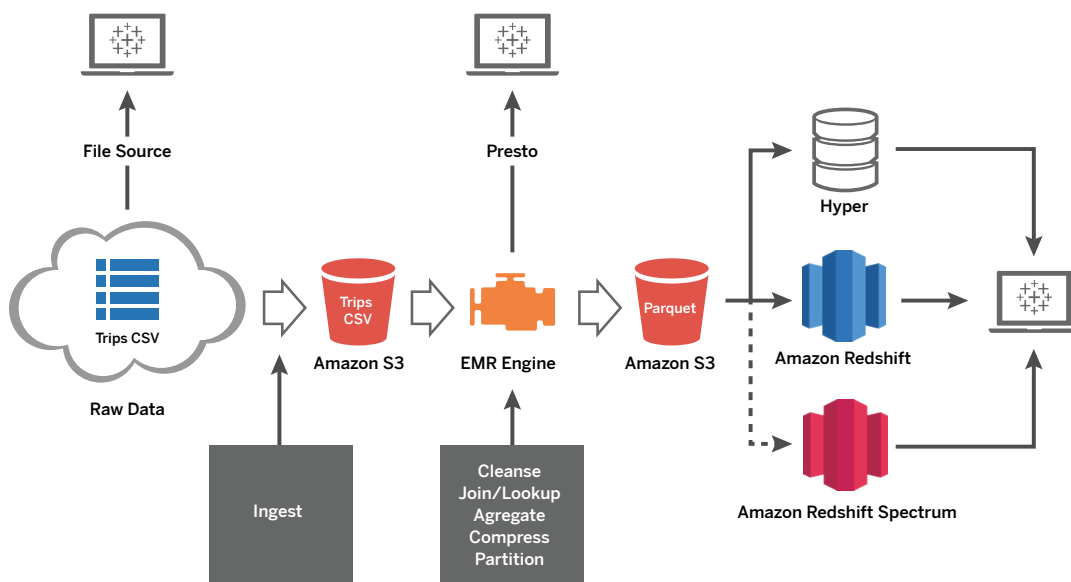 File Source
Presto
Hyper
Trips CSV
Raw Data
Trips
CSV
Amazon S3
EMR Engine
Parquet
Amazon S3
Amazon Redshift
Amazon Redshift Spectrum
Ingest
Cleanse
Join/Lookup
Agregate
Compress
Partition